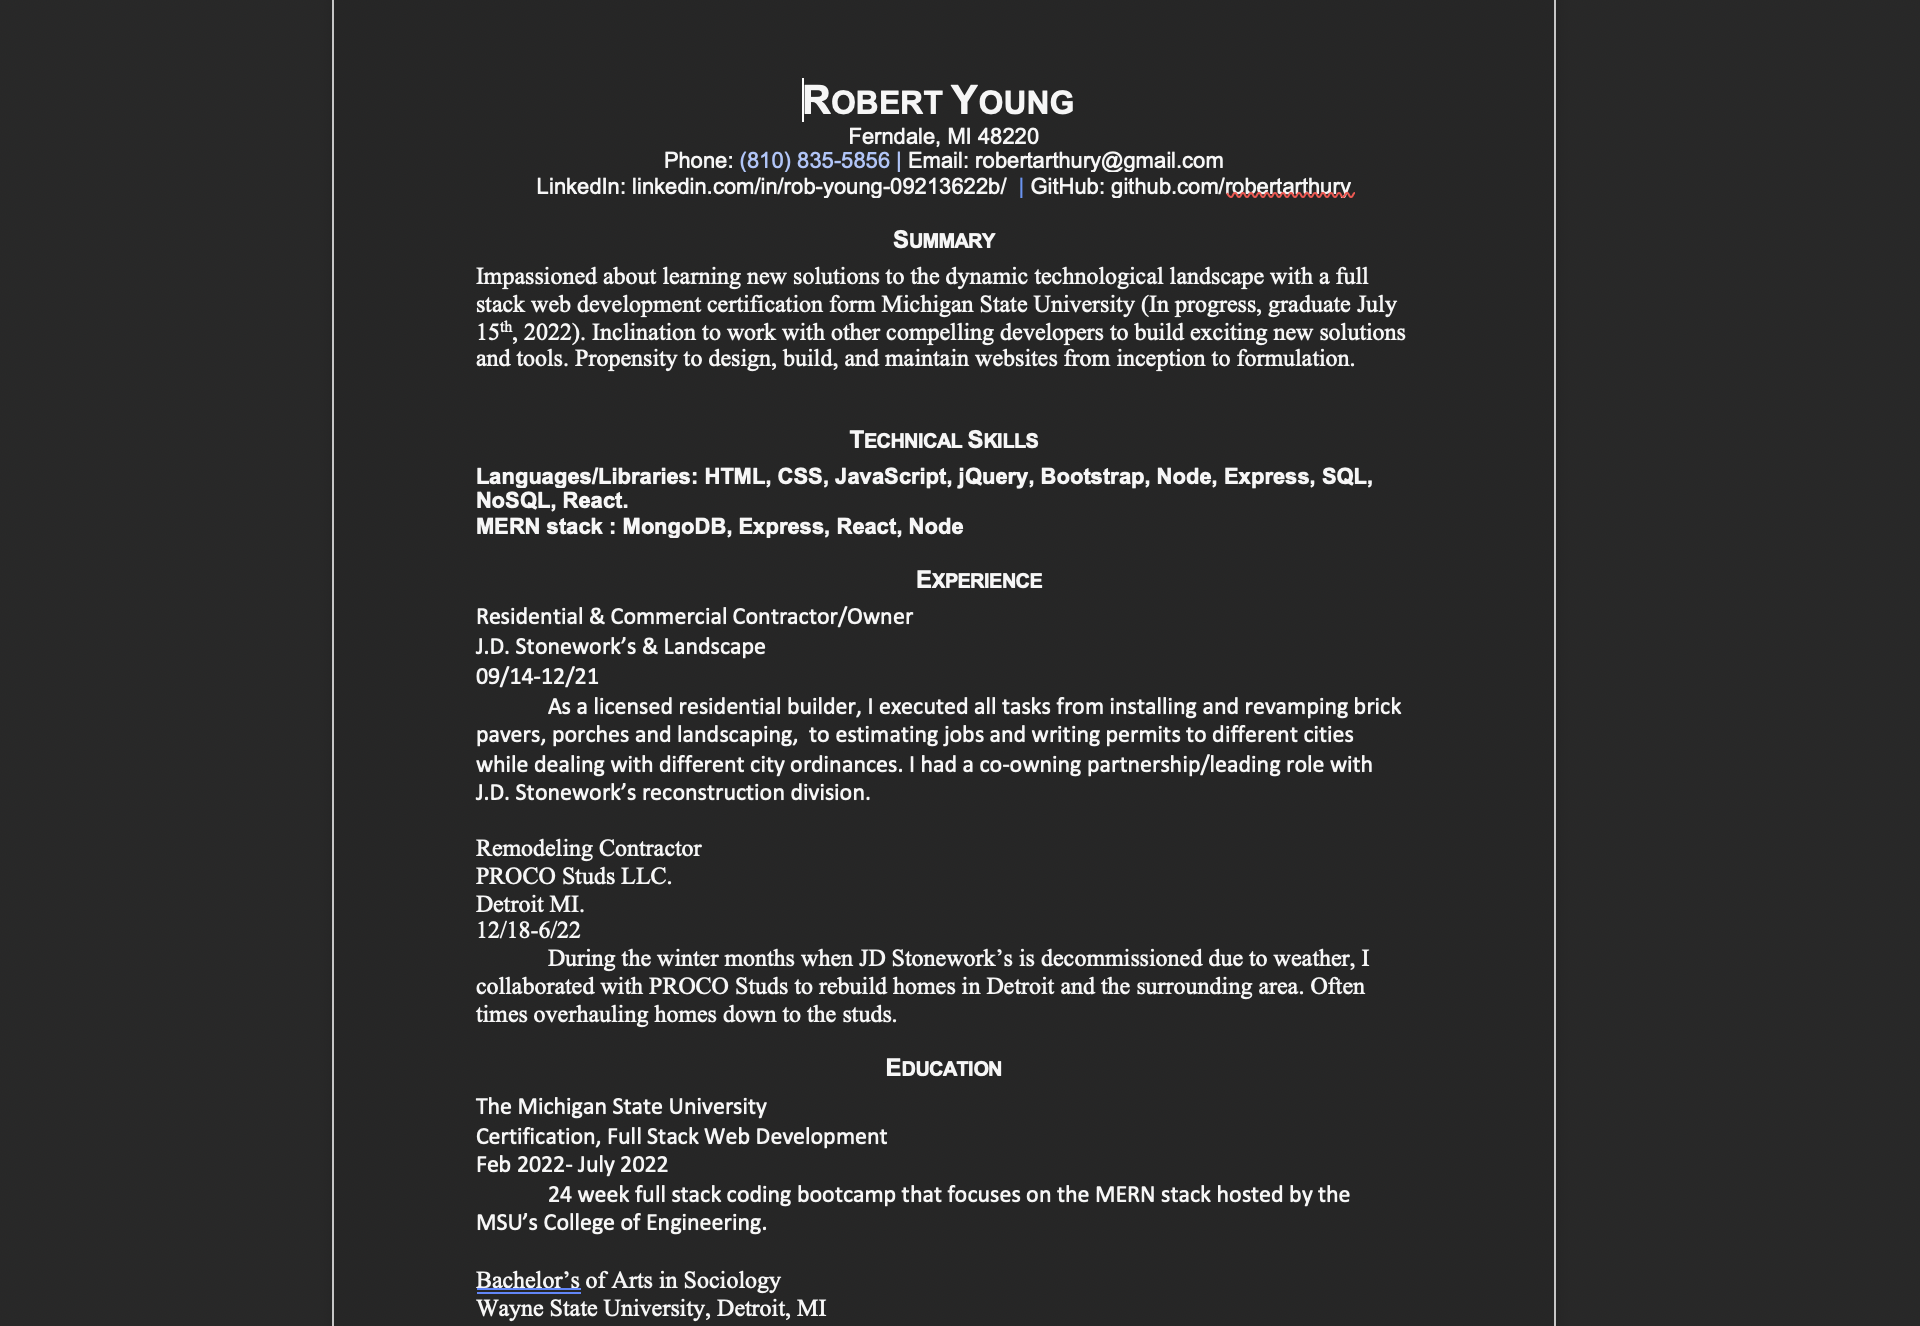 ROBERT YOUNG
Ferndale, MI 48220
Phone: (810) 835-5856 | Email: robertarthury@gmail.com
LinkedIn: linkedin.com/in/rob-young-09213622b/ | GitHub: github.com/robertarthury
SUMMARY
Impassioned about learning new solutions to the dynamic technological landscape with a full
stack web development certification form Michigan State University (In progress, graduate July
15th, 2022). Inclination to work with other compelling developers to build exciting new solutions
and tools. Propensity to design, build, and maintain websites from inception to formulation.
TECHNICAL SKILLS
Languages/Libraries: HTML, CSS, JavaScript, jQuery, Bootstrap, Node, Express, SQL,
NoSQL, React.
MERN stack : MongoDB, Express, React, Node
EXPERIENCE
Residential & Commercial Contractor/Owner
J.D. Stonework’s & Landscape
09/14-12/21
As a licensed residential builder, I executed all tasks from installing and revamping brick
pavers, porches and landscaping, to estimating jobs and writing permits to different cities
while dealing with different city ordinances. I had a co-owning partnership/leading role with
J.D. Stonework’s reconstruction division.
Remodeling Contractor
PROCO Studs LLC.
Detroit MI.
12/18-6/22
During the winter months when JD Stonework’s is decommissioned due to weather, I
collaborated with PROCO Studs to rebuild homes in Detroit and the surrounding area. Often
times overhauling homes down to the studs.
EDUCATION
The Michigan State University
Certification, Full Stack Web Development
Feb 2022- July 2022
24 week full stack coding bootcamp that focuses on the MERN stack hosted by the
MSU’s College of Engineering.
Bachelor’s of Arts in Sociology
Wayne State University, Detroit, MI